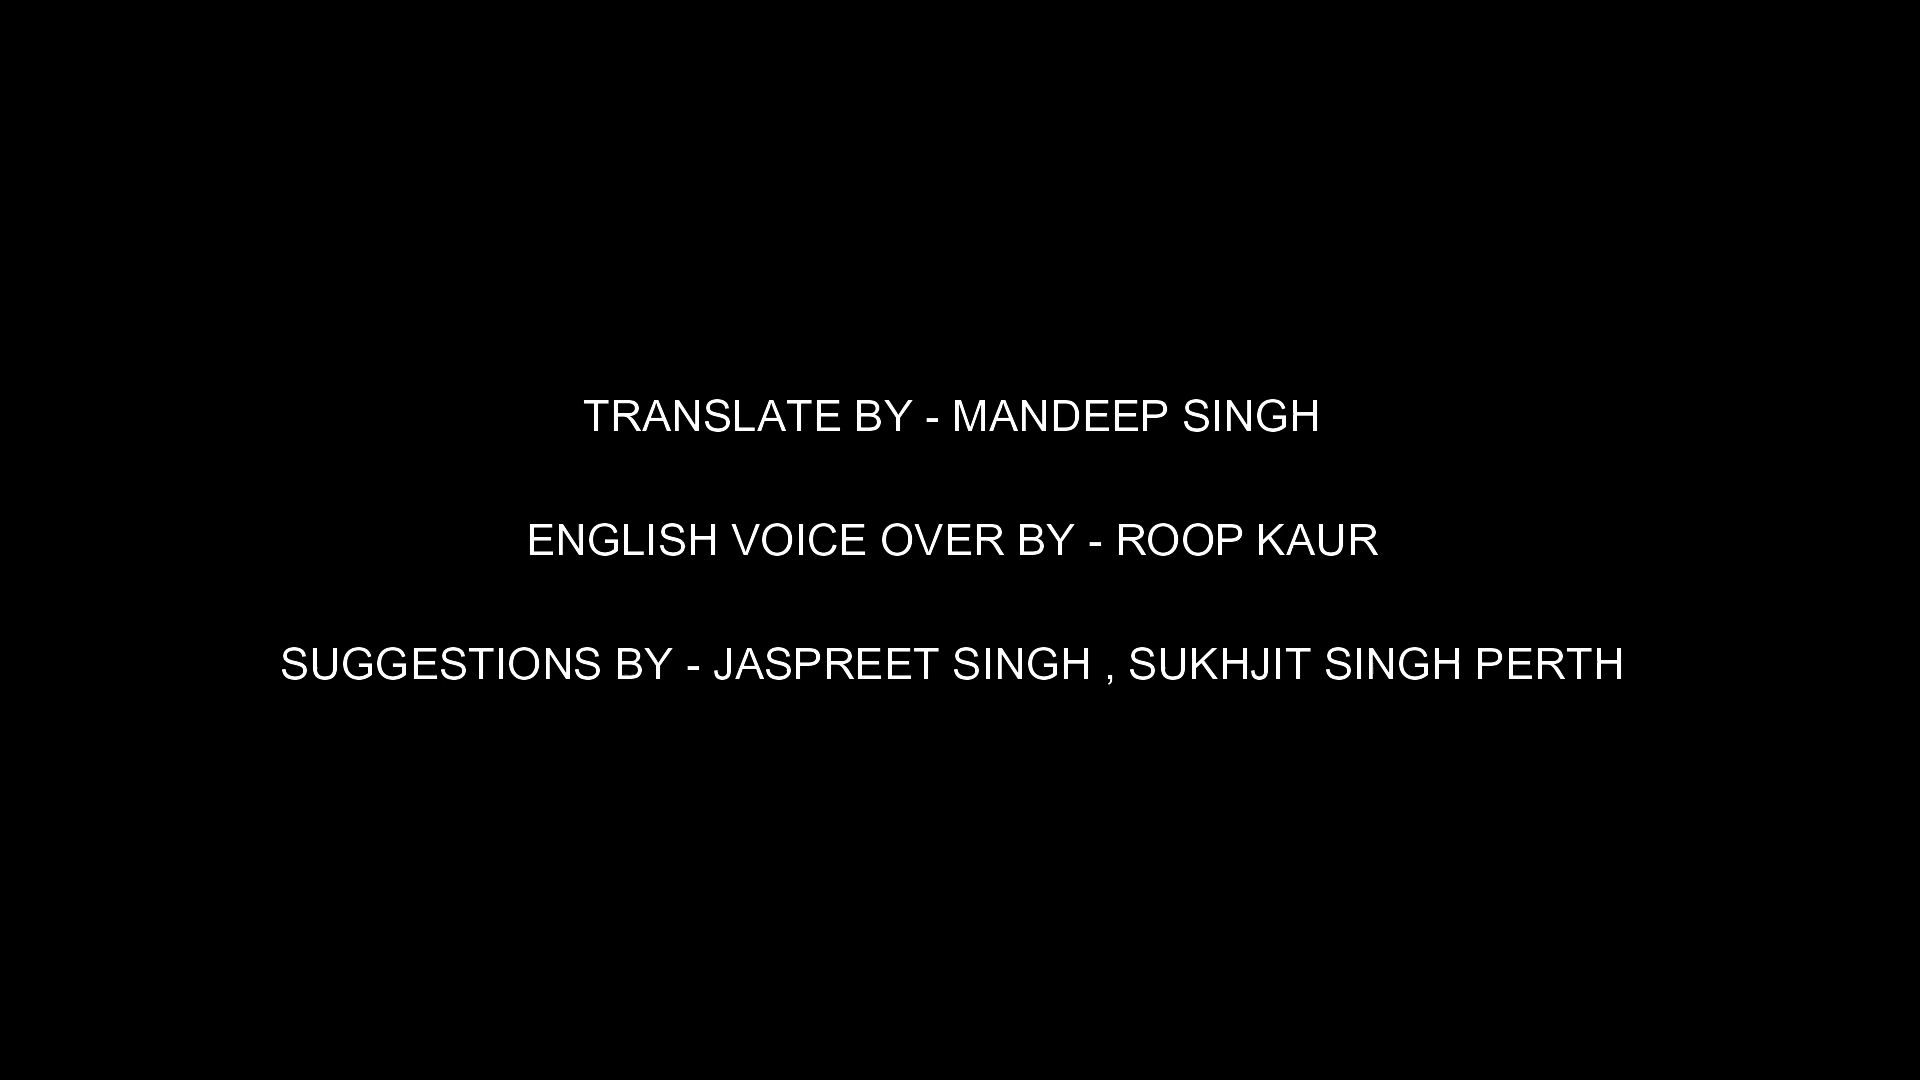 TRANSLATE BY - MANDEEP SINGH
ENGLISH VOICE OVER BY - ROOP KAUR
SUGGESTIONS BY - JASPREET SINGH , SUKHJIT SINGH PERTH